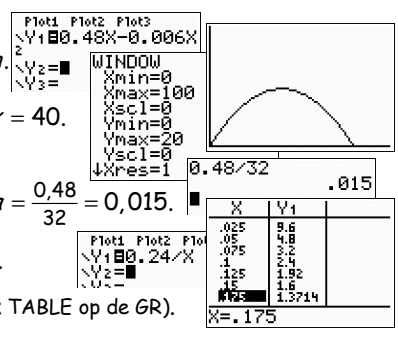 Plot1 Plot2 Plot3
\Y1=0.48X-0.006X
2
\Y2=
\Y3=
WINDOW
Xmin=0
Xmax=100
Xscl=0
Ymin=0
Ymax=20
Yscl=0
↓Xres=1
= 40.
0.48/32
.015
= 0,48/32 = 0,015.
X Y1
.025 9.6
.05 4.8
.075 3.2
.1 2.4
.125 1.92
.15 1.6
.175 1.3714
X=.175
Plot1 Plot2
\Y1=0.24/X
\Y2=
TABLE op de GR).